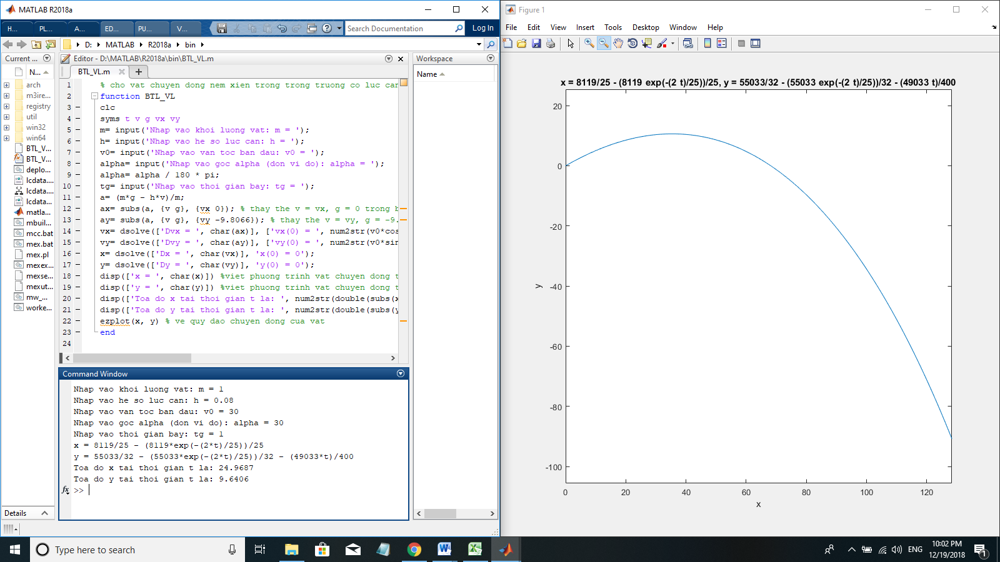 MATLAB R2018a
H...
PL...
A...
ED...
PU...
V...
Search Documentation
Log In
D:
MATLAB
R2018a
bin
Current ...
N...
arch
m3ire...
registry
util
win32
win64
BTL_V...
BTL_V...
deplo...
lcdata....
lcdata....
lcdata....
matla...
mbuil...
mcc.bat
mex.bat
mex.pl
mexex...
mexse...
mexut...
mw_...
worke...
Details
Editor - D:\MATLAB\R2018a\bin\BTL_VL.m
BTL_VL.m
1 % cho vat chuyen dong nem xien trong trong truong co luc can
2 function BTL_VL
3 clc
4 syms t v g vx vy
5 m= input('Nhap vao khoi luong vat: m = ');
6 h= input('Nhap vao he so luc can: h = ');
7 v0= input('Nhap vao van toc ban dau: v0 = ');
8 alpha= input('Nhap vao goc alpha (don vi do): alpha = ');
9 alpha= alpha / 180 * pi;
10 tg= input('Nhap vao thoi gian bay: tg = ');
11 a= (m*g - h*v)/m;
12 ax= subs(a, {v g}, {vx 0}); % thay the v = vx, g = 0 trong
13 ay= subs(a, {v g}, {vy -9.8066}); % thay the v = vy, g = -9.
14 vx= dsolve(['Dvx = ', char(ax)], ['vx(0) = ', num2str(v0*cos
15 vy= dsolve(['Dvy = ', char(ay)], ['vy(0) = ', num2str(v0*sin
16 x= dsolve(['Dx = ', char(vx)], 'x(0) = 0');
17 y= dsolve(['Dy = ', char(vy)], 'y(0) = 0');
18 disp(['x = ', char(x)]) %viet phuong trinh vat chuyen dong t
19 disp(['y = ', char(y)]) %viet phuong trinh vat chuyen dong t
20 disp(['Toa do x tai thoi gian t la: ', num2str(double(subs(x
21 disp(['Toa do y tai thoi gian t la: ', num2str(double(subs(y
22 ezplot(x, y) % ve quy dao chuyen dong cua vat
23 end
24
Command Window
Nhap vao khoi luong vat: m = 1
Nhap vao he so luc can: h = 0.08
Nhap vao van toc ban dau: v0 = 30
Nhap vao goc alpha (don vi do): alpha = 30
Nhap vao thoi gian bay: tg = 1
x = 8119/25 - (8119*exp(-(2*t)/25))/25
y = 55033/32 - (55033*exp(-(2*t)/25))/32 - (49033*t)/400
Toa do x tai thoi gian t la: 24.9687
Toa do y tai thoi gian t la: 9.6406
fx >>
Workspace
Name
Figure 1
File Edit View Insert Tools Desktop Window Help
x = 8119/25 - (8119 exp(-(2 t)/25))/25, y = 55033/32 - (55033 exp(-(2 t)/25))/32 - (49033 t)/400
20
0
-20
-40
-60
-80
-100
y
0 20 40 60 80 100 120
x
Type here to search
ENG
10:02 PM
12/19/2018
1